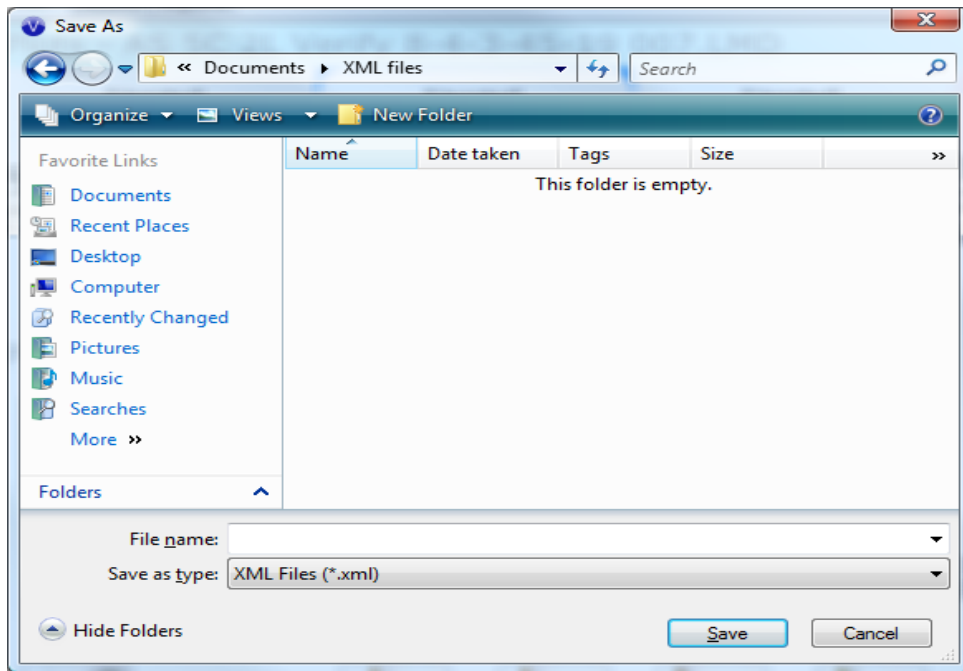 Save As
« Documents ▸ XML files Search
Organize Views New Folder
Favorite Links
Documents
Recent Places
Desktop
Computer
Recently Changed
Pictures
Music
Searches
More »
Folders
Name Date taken Tags Size »
This folder is empty.
File name:
Save as type: XML Files (*.xml)
Hide Folders Save Cancel